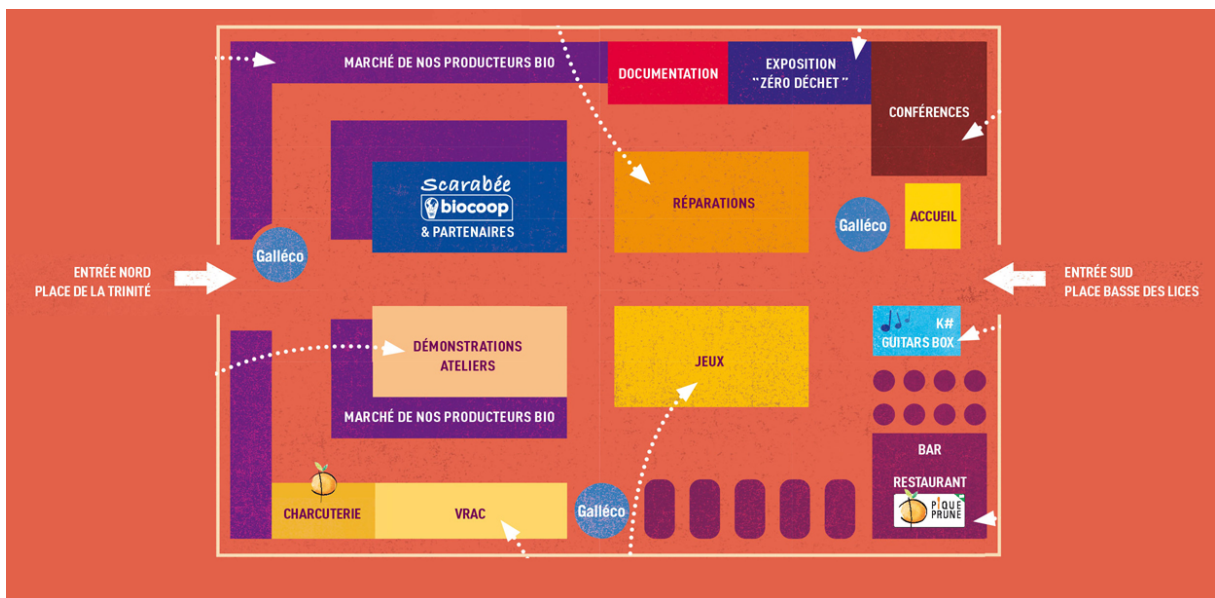 MARCHÉ DE NOS PRODUCTEURS BIO
DOCUMENTATION
EXPOSITION
"ZÉRO DÉCHET"
CONFÉRENCES
Scarabée
biocoop
& PARTENAIRES
RÉPARATIONS
Galléco
ACCUEIL
Galléco
ENTRÉE NORD
PLACE DE LA TRINITÉ
ENTRÉE SUD
PLACE BASSE DES LICES
K#
GUITARS BOX
DÉMONSTRATIONS
ATELIERS
JEUX
MARCHÉ DE NOS PRODUCTEURS BIO
BAR
RESTAURANT
PIQUE
PRUNE
CHARCUTERIE
VRAC
Galléco